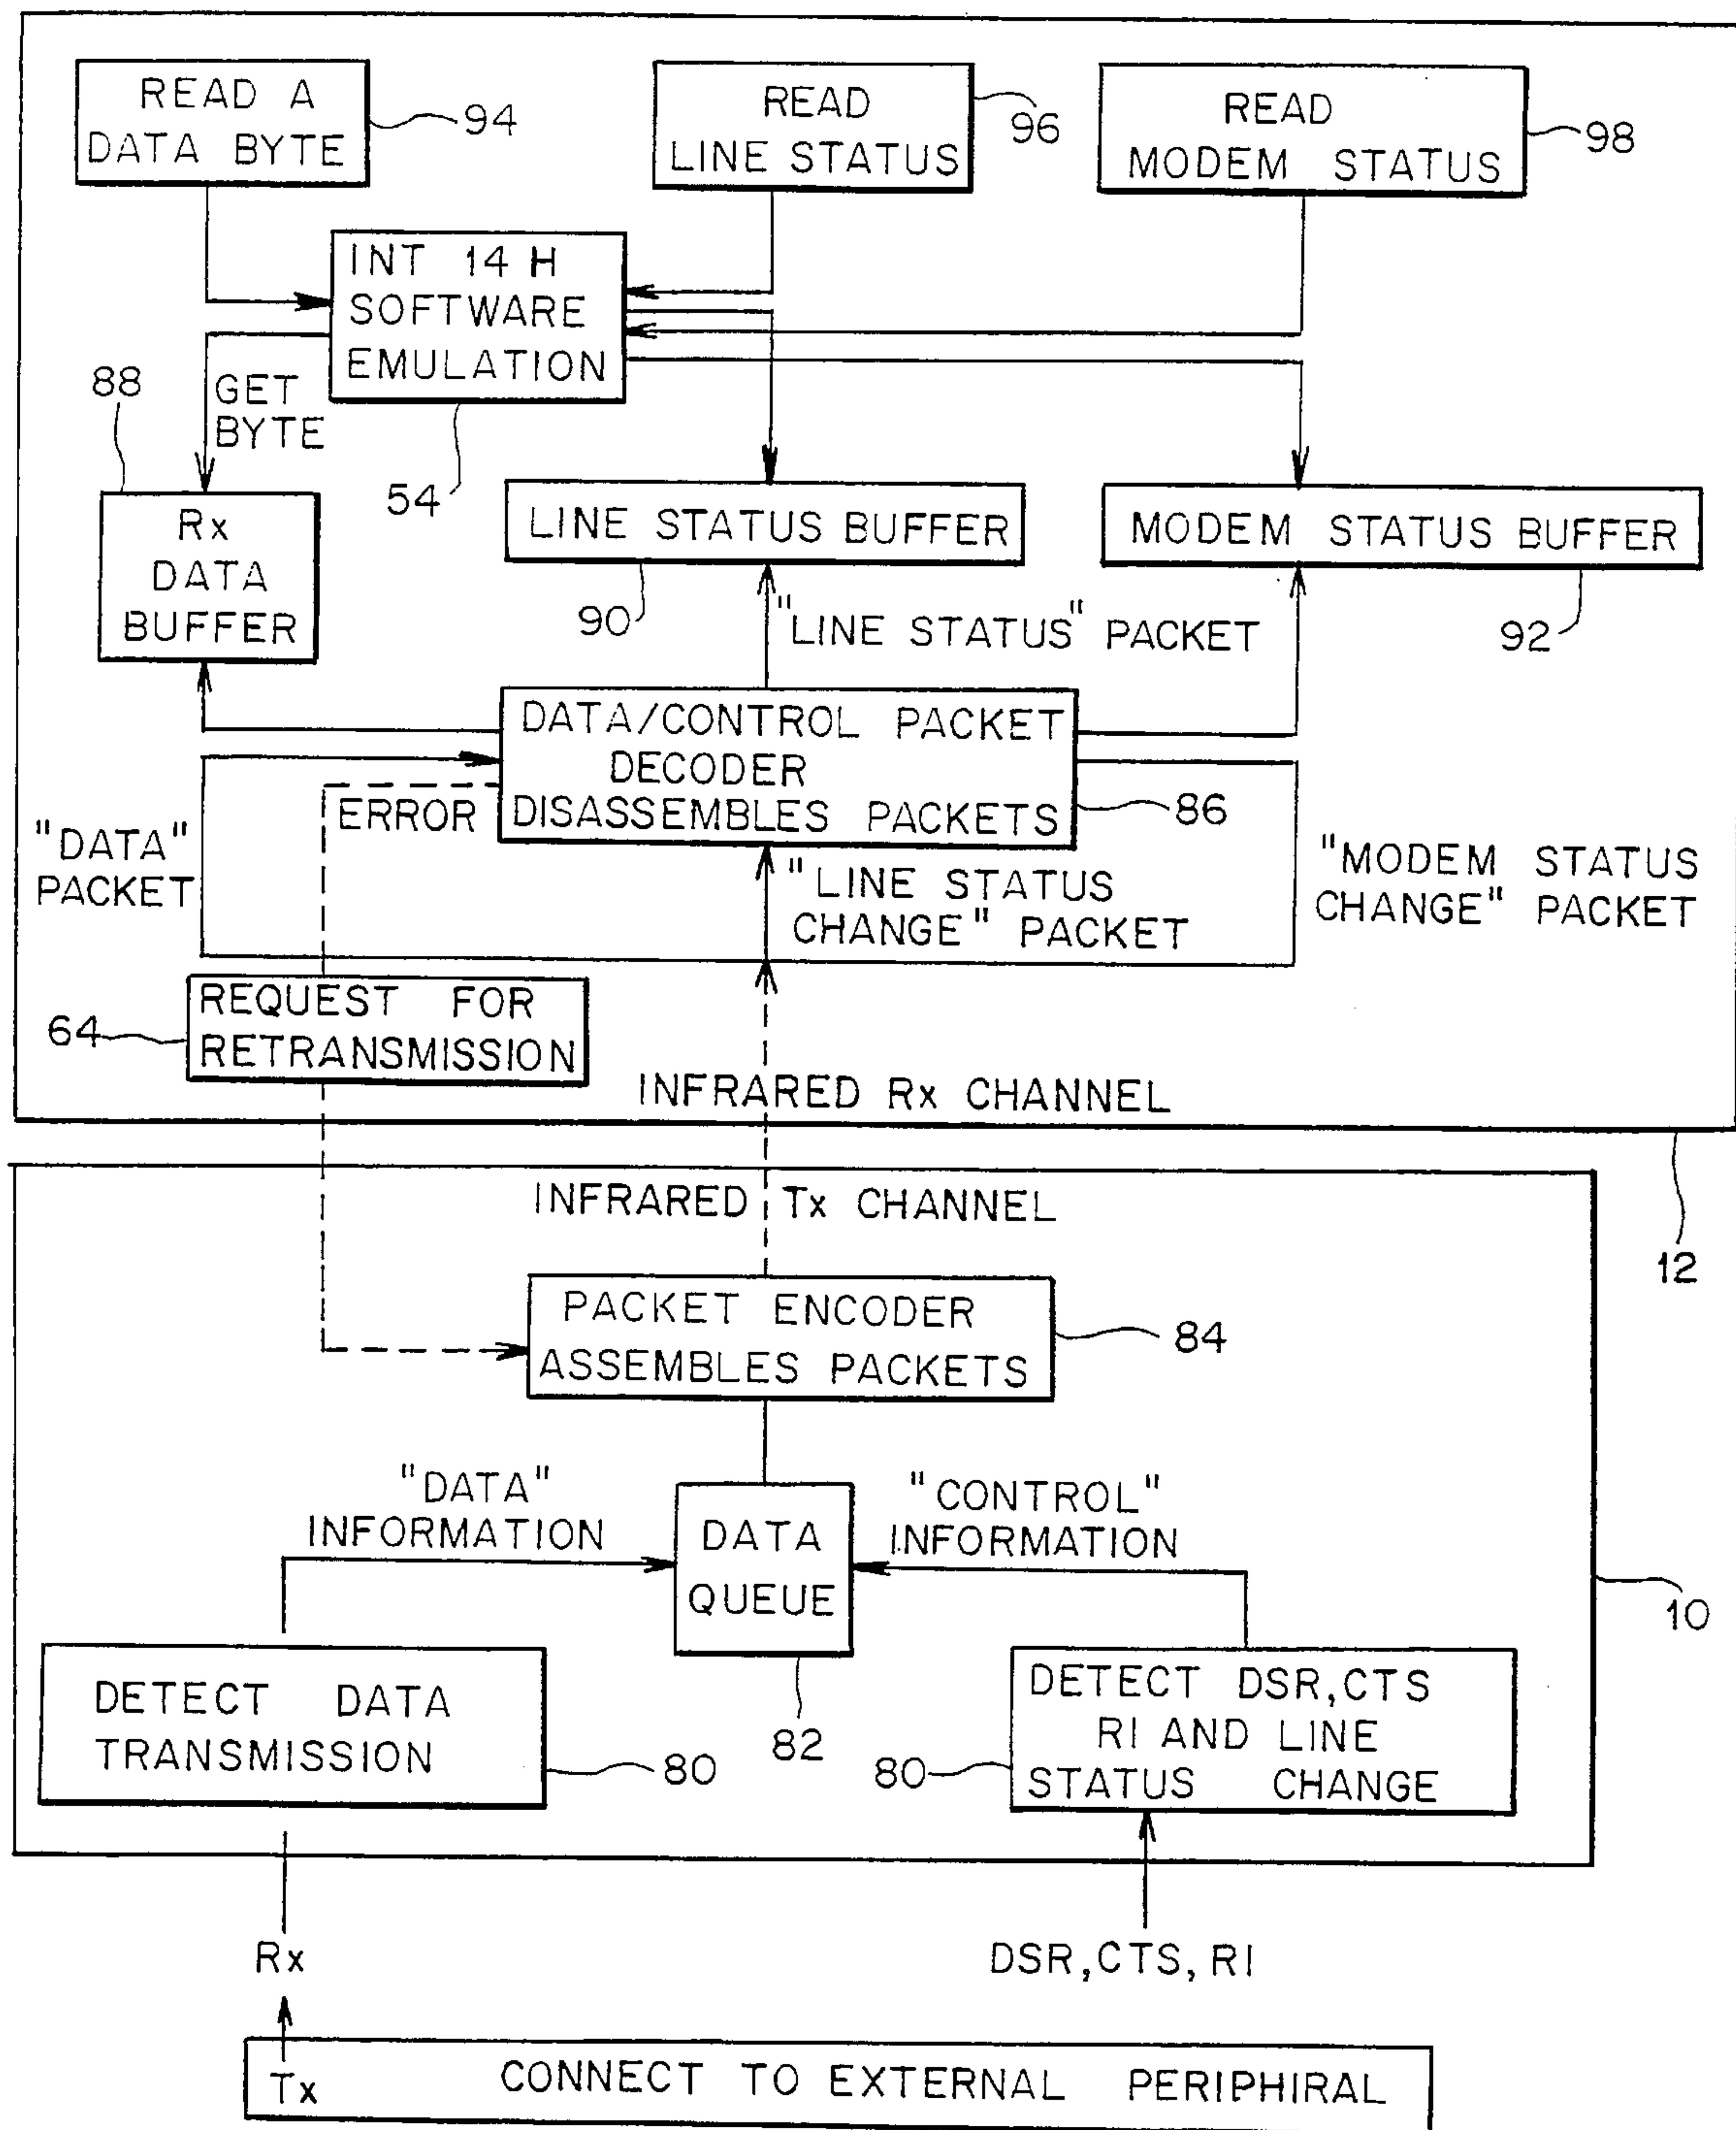 READ A
DATA BYTE
94
READ
LINE STATUS
96
READ
MODEM STATUS
98
INT 14 H
SOFTWARE
EMULATION
54
GET
BYTE
88
Rx
DATA
BUFFER
LINE STATUS BUFFER
90
MODEM STATUS BUFFER
92
"LINE STATUS" PACKET
DATA/CONTROL PACKET
DECODER
DISASSEMBLES PACKETS
86
ERROR
"DATA"
PACKET
"LINE STATUS
CHANGE" PACKET
"MODEM STATUS
CHANGE" PACKET
REQUEST FOR
RETRANSMISSION
64
INFRARED Rx CHANNEL
12
INFRARED Tx CHANNEL
PACKET ENCODER
ASSEMBLES PACKETS
84
"DATA"
INFORMATION
DATA
QUEUE
82
"CONTROL"
INFORMATION
10
DETECT DATA
TRANSMISSION
80
80
DETECT DSR,CTS
RI AND LINE
STATUS CHANGE
Rx
DSR,CTS, RI
Tx
CONNECT TO EXTERNAL PERIPHIRAL